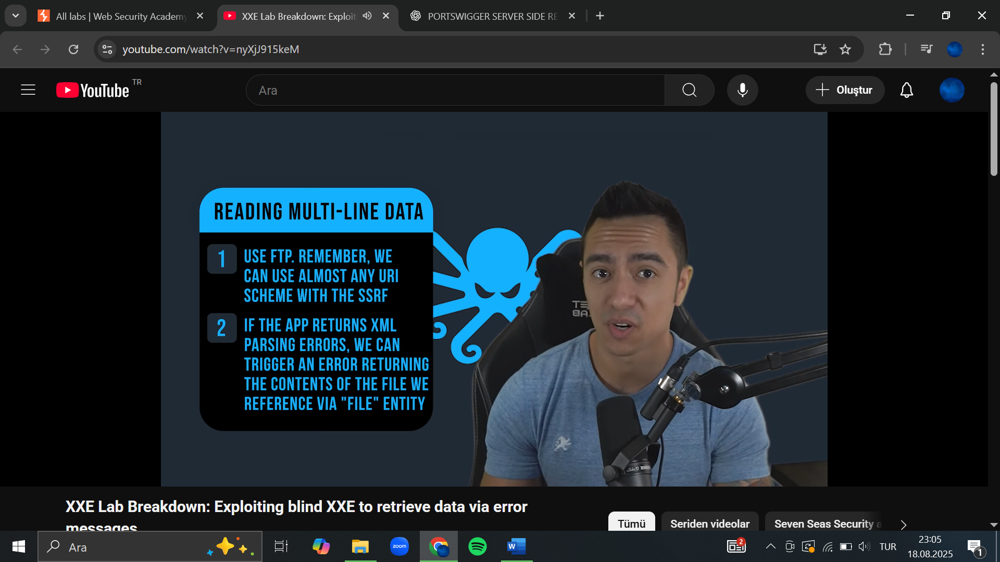 All labs | Web Security Academy
XXE Lab Breakdown: Exploit
PORTSWIGGER SERVER SIDE RE
youtube.com/watch?v=nyXjJ915keM
YouTube TR
Ara
Oluştur
READING MULTI-LINE DATA
1 USE FTP. REMEMBER, WE
CAN USE ALMOST ANY URI
SCHEME WITH THE SSRF
2 IF THE APP RETURNS XML
PARSING ERRORS, WE CAN
TRIGGER AN ERROR RETURNING
THE CONTENTS OF THE FILE WE
REFERENCE VIA "FILE" ENTITY
XXE Lab Breakdown: Exploiting blind XXE to retrieve data via error
messages
Tümü
Seriden videolar
Seven Seas Security
Ara
zoom
W
2
TUR
23:05
18.08.2025
1